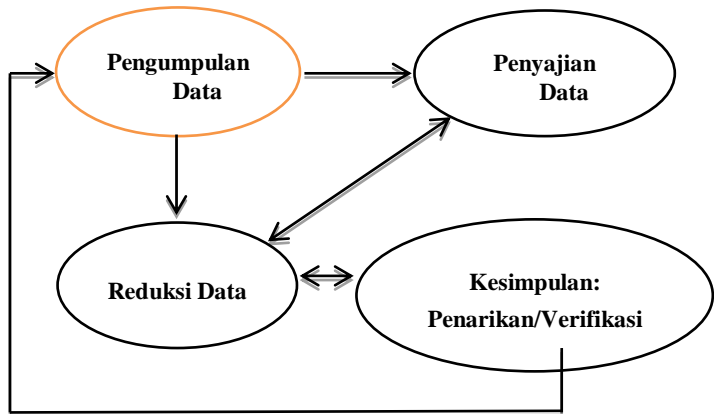 Pengumpulan
Data
Penyajian
Data
Reduksi Data
Kesimpulan:
Penarikan/Verifikasi